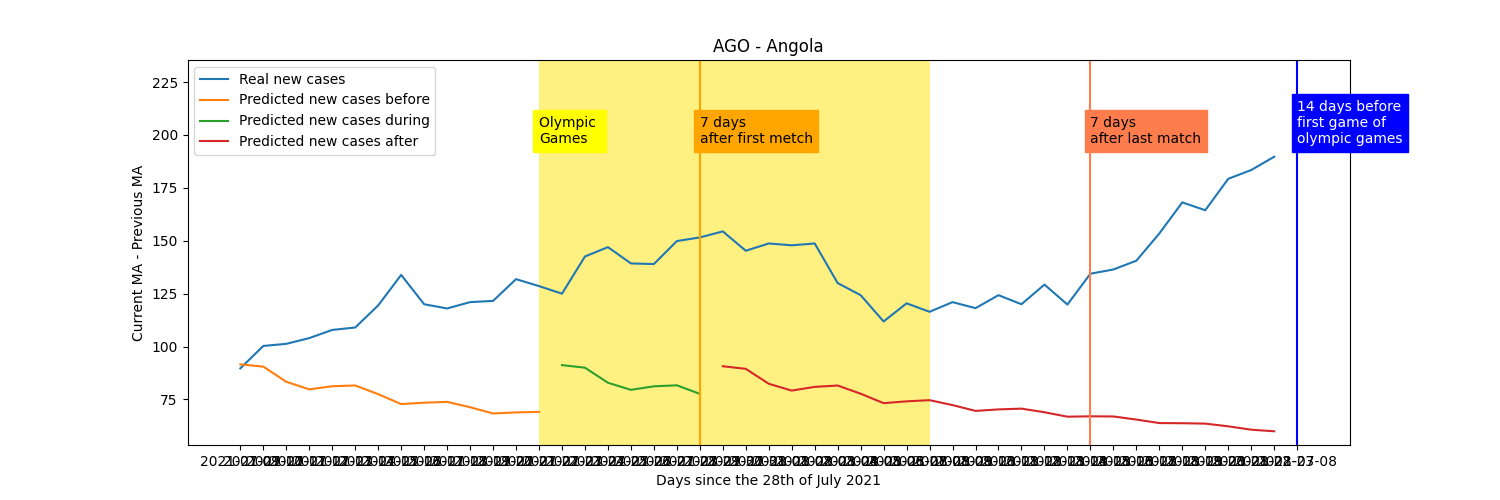 AGO - Angola
Real new cases
Predicted new cases before
Predicted new cases during
Predicted new cases after
Olympic
Games
7 days
after first metch
7 days
after last match
14 days before
first game of
olympic games
225
200
175
150
125
100
75
Current MA - Previous MA
Days since the 28th of July 2021